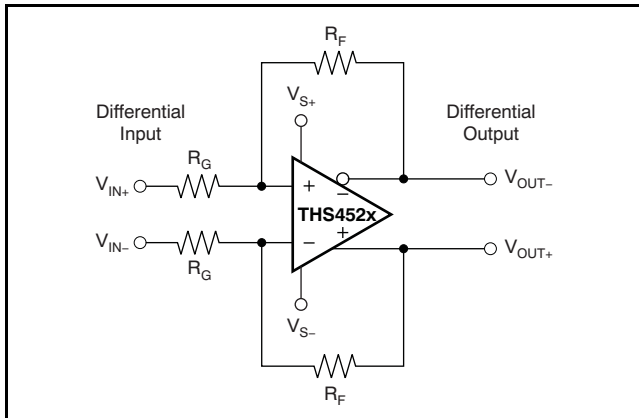 R_F
V_S+
Differential Input
Differential Output
R_G
V_IN+
+
−
V_OUT−
THS452x
V_IN−
−
+
V_OUT+
R_G
V_S−
R_F